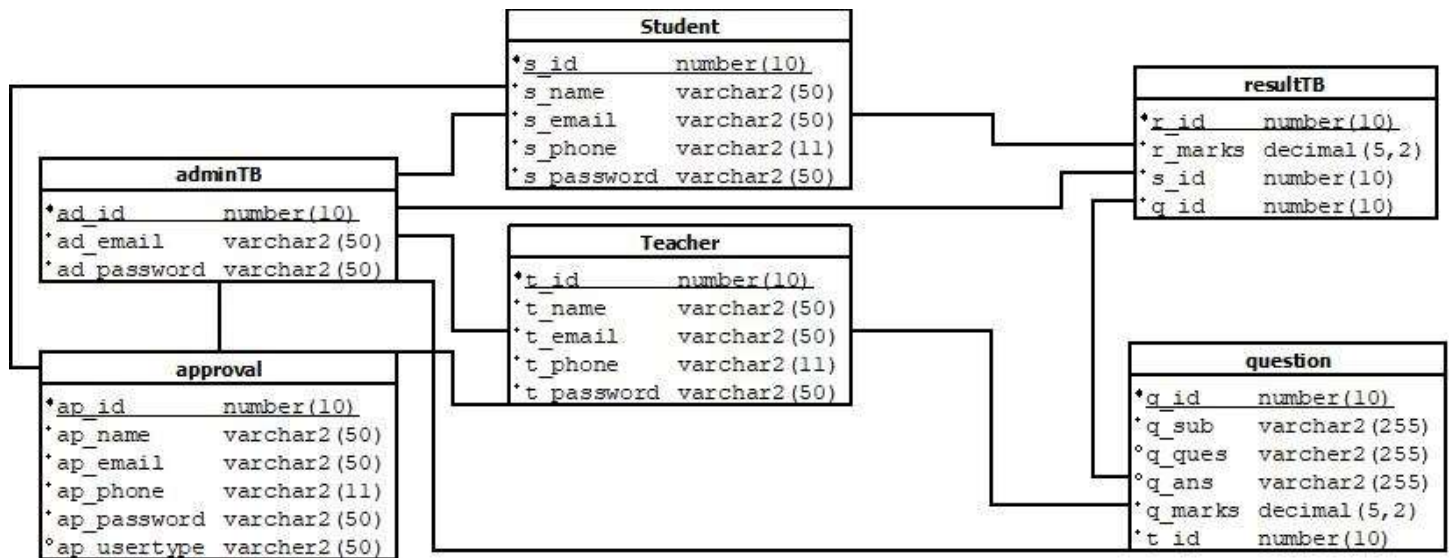 Student
*s_id number(10)
*s_name varchar2(50)
*s_email varchar2(50)
*s_phone varchar2(11)
*s_password varchar2(50)
resultTB
*r_id number(10)
*r_marks decimal(5,2)
*s_id number(10)
*q_id number(10)
adminTB
*ad_id number(10)
*ad_email varchar2(50)
*ad_password varchar2(50)
Teacher
*t_id number(10)
*t_name varchar2(50)
*t_email varchar2(50)
*t_phone varchar2(11)
*t_password varchar2(50)
approval
*ap_id number(10)
*ap_name varchar2(50)
*ap_email varchar2(50)
*ap_phone varchar2(11)
*ap_password varchar2(50)
°ap_usertype varcher2(50)
question
*q_id number(10)
*q_sub varchar2(255)
°q_ques varcher2(255)
°q_ans varchar2(255)
*q_marks decimal(5,2)
*t_id number(10)